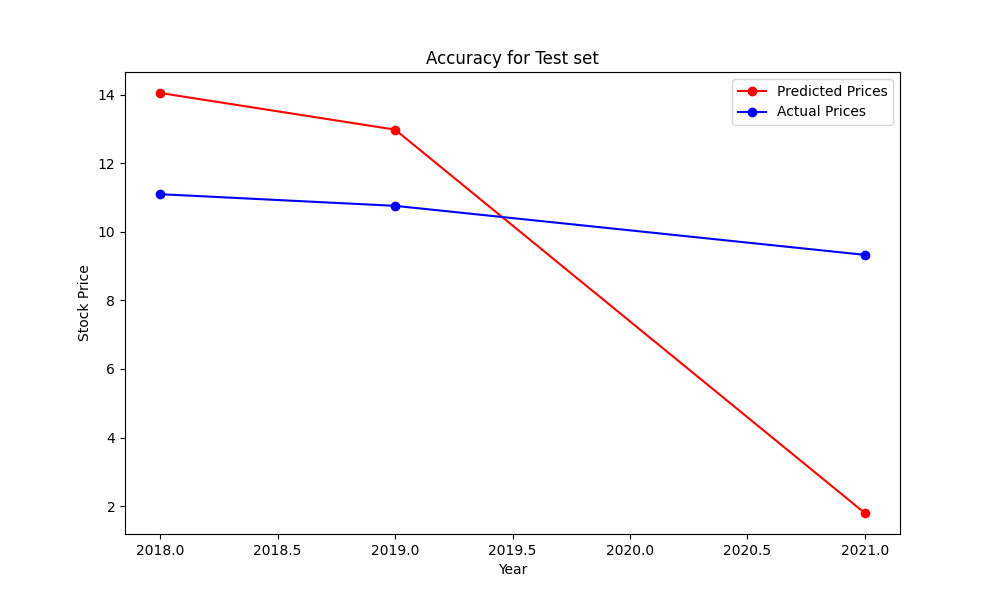 Accuracy for Test set
Predicted Prices
Actual Prices
14
12
10
8
6
4
2
Stock Price
2018.0
2018.5
2019.0
2019.5
2020.0
2020.5
2021.0
Year